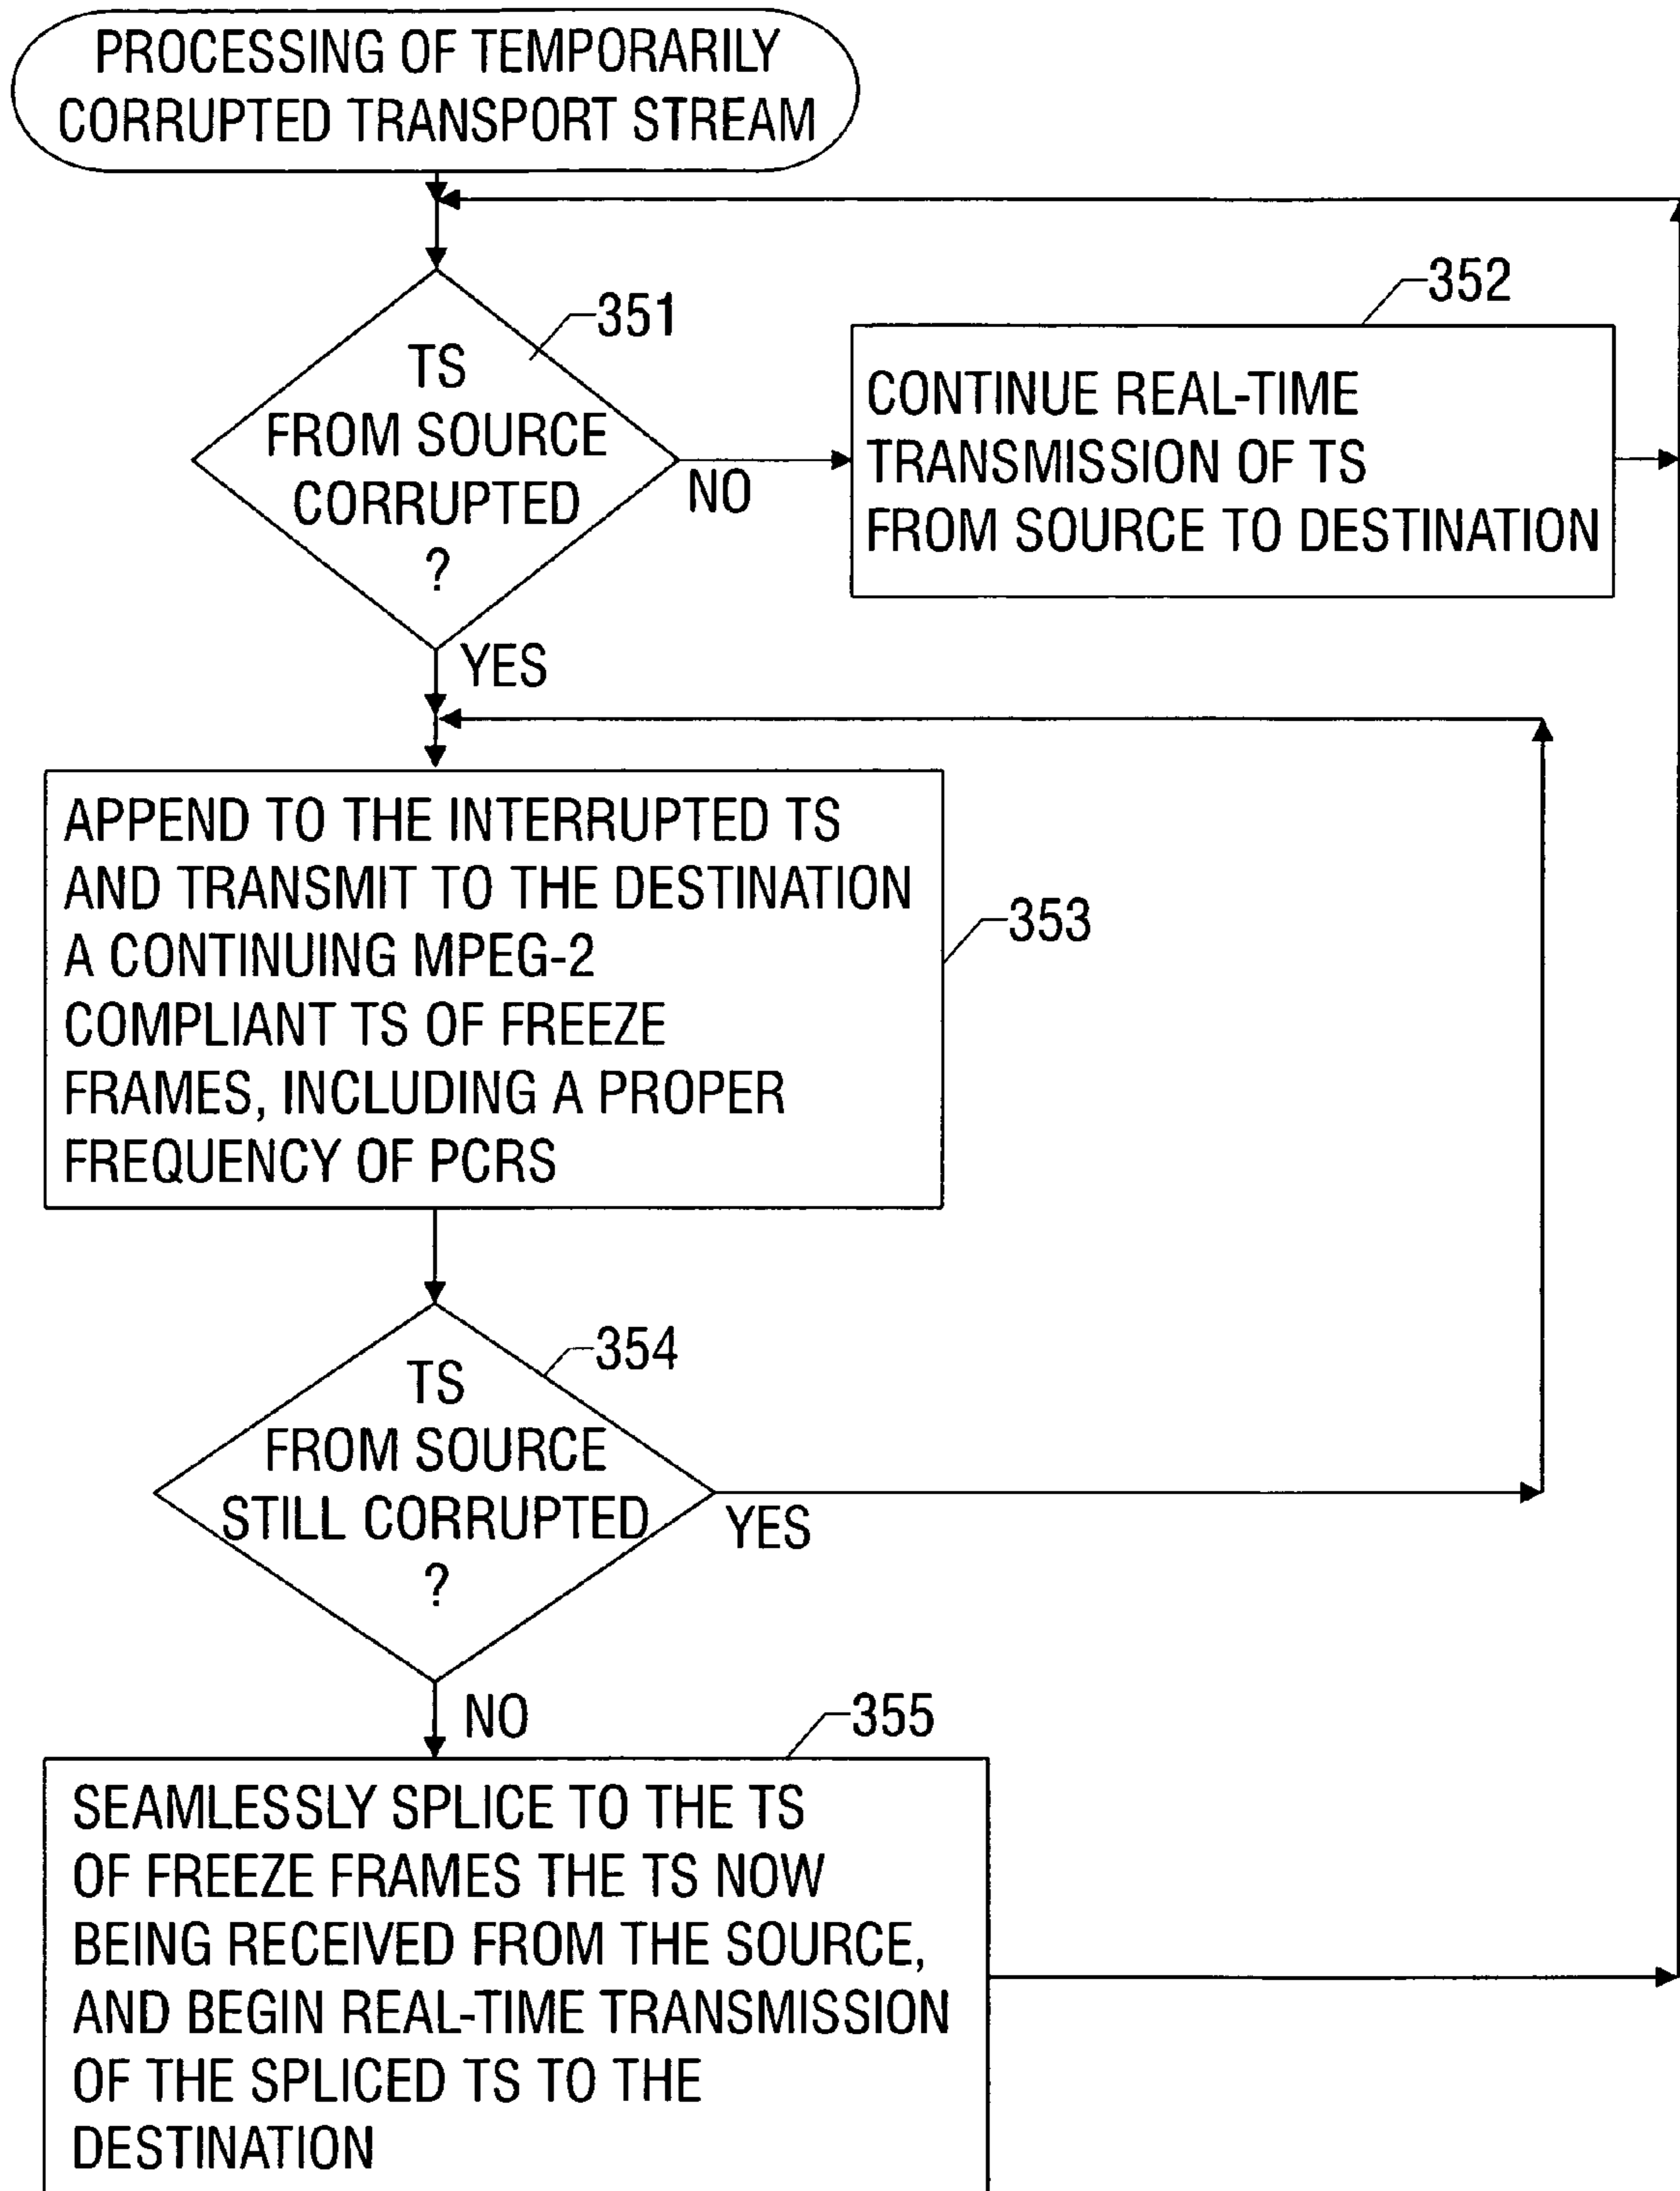 PROCESSING OF TEMPORARILY
CORRUPTED TRANSPORT STREAM
351
TS
FROM SOURCE
CORRUPTED
?
NO
YES
352
CONTINUE REAL-TIME
TRANSMISSION OF TS
FROM SOURCE TO DESTINATION
APPEND TO THE INTERRUPTED TS
AND TRANSMIT TO THE DESTINATION
A CONTINUING MPEG-2
COMPLIANT TS OF FREEZE
FRAMES, INCLUDING A PROPER
FREQUENCY OF PCRS
353
354
TS
FROM SOURCE
STILL CORRUPTED
?
YES
NO
355
SEAMLESSLY SPLICE TO THE TS
OF FREEZE FRAMES THE TS NOW
BEING RECEIVED FROM THE SOURCE,
AND BEGIN REAL-TIME TRANSMISSION
OF THE SPLICED TS TO THE
DESTINATION